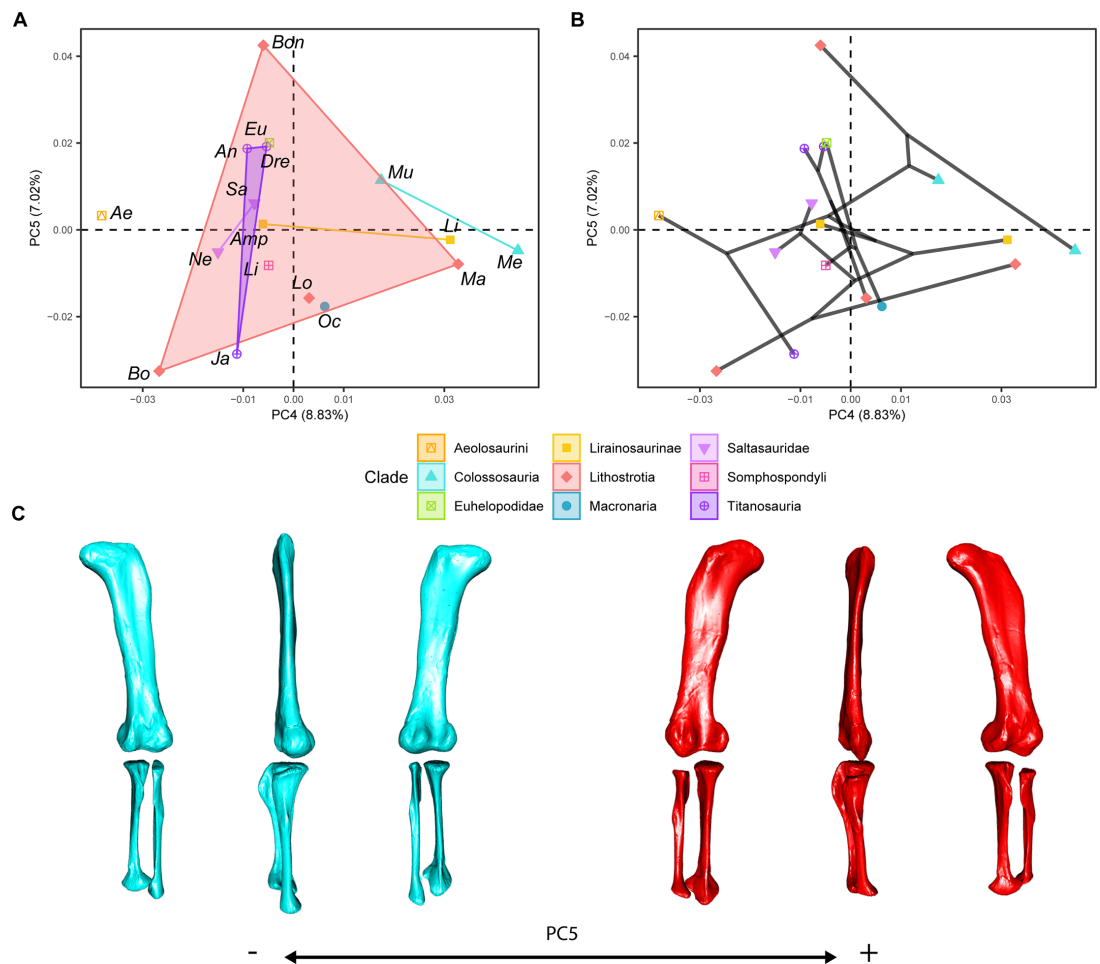 A
B
0.04
0.02
0.00
−0.02
PC5 (7.02%)
Bon
Eu
An
Dre
Sa
Mu
Ae
Li
Amp
Ne
Li
Me
Ma
Lo
Oc
Ja
Bo
−0.03
−0.01
0.00
0.01
0.03
PC4 (8.83%)
0.04
0.02
0.00
−0.02
PC5 (7.02%)
−0.03
−0.01
0.00
0.01
0.03
PC4 (8.83%)
Clade
Aeolosaurini
Lirainosaurinae
Saltasauridae
Colossosauria
Lithostrotia
Somphospondyli
Euhelopodidae
Macronaria
Titanosauria
C
PC5
- +